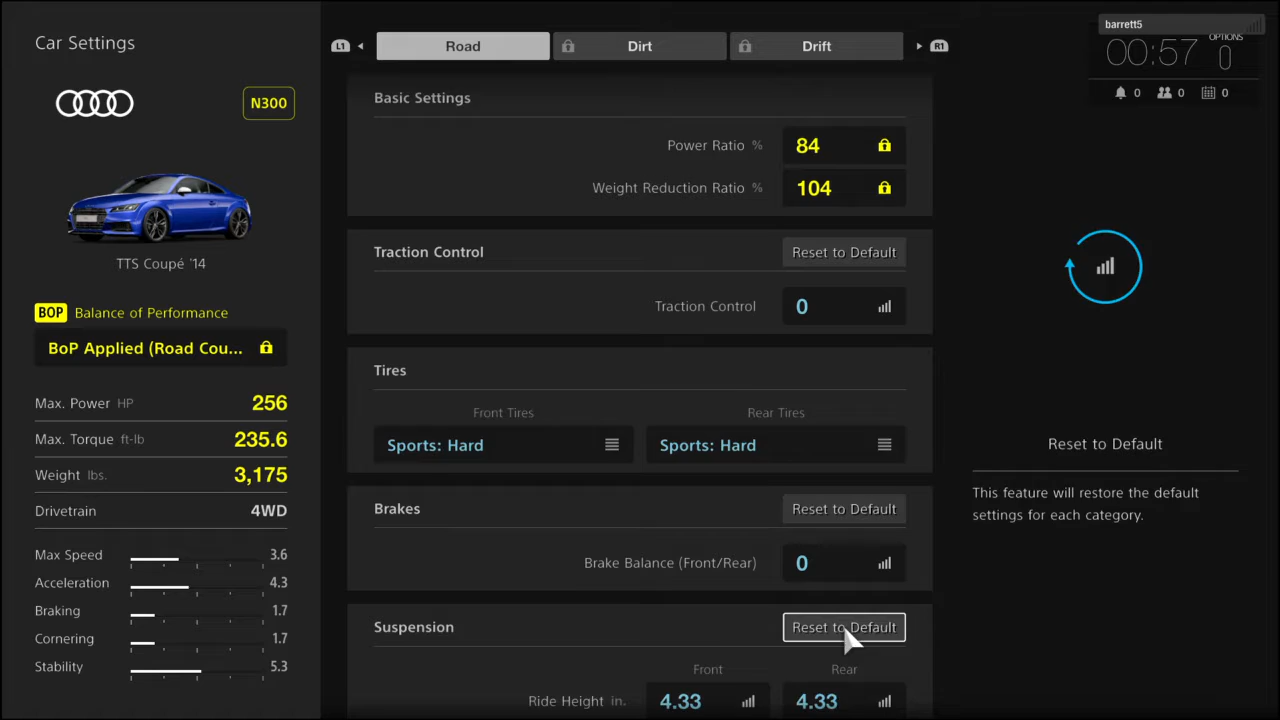 Car Settings
N300
TTS Coupé '14
BOP Balance of Performance
BoP Applied (Road Cou...
Max. Power HP 256
Max. Torque ft-lb 235.6
Weight lbs. 3,175
Drivetrain 4WD
Max Speed 3.6
Acceleration 4.3
Braking 1.7
Cornering 1.7
Stability 5.3
L1 Road Dirt Drift R1
Basic Settings
Power Ratio % 84
Weight Reduction Ratio % 104
Traction Control Reset to Default
Traction Control 0
Tires
Front Tires Rear Tires
Sports: Hard Sports: Hard
Brakes Reset to Default
Brake Balance (Front/Rear) 0
Suspension Reset to Default
Front Rear
Ride Height in. 4.33 4.33
barrett5
00:57 OPTIONS
0 0 0
Reset to Default
This feature will restore the default
settings for each category.